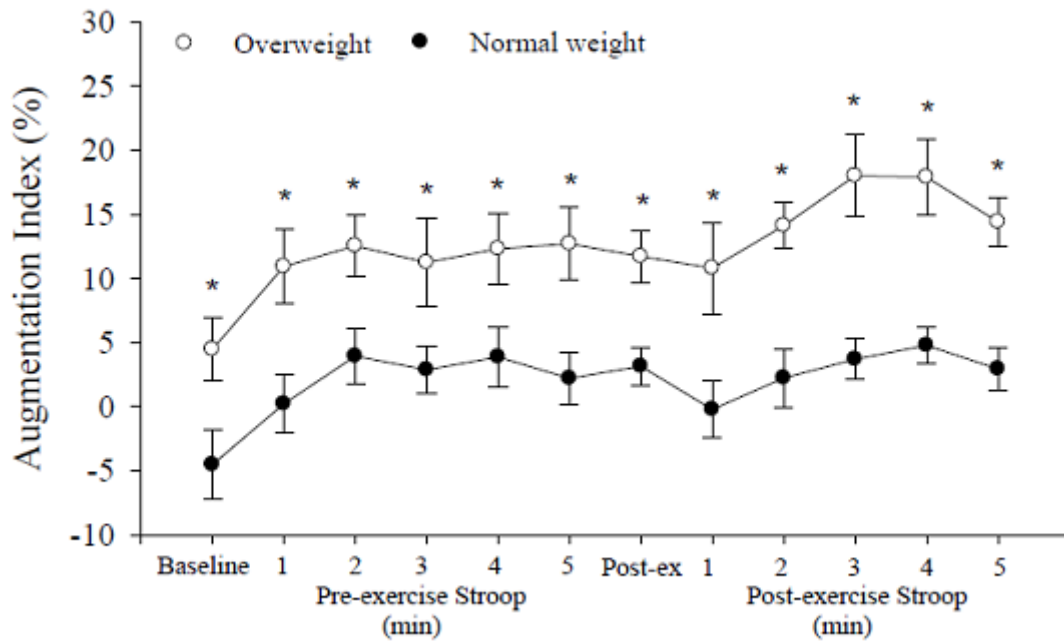 Overweight Normal weight
Augmentation Index (%)
30
25
20
15
10
5
0
-5
-10
* * * * * * * * * * * *
Baseline 1 2 3 4 5 Post-ex 1 2 3 4 5
Pre-exercise Stroop Post-exercise Stroop
(min) (min)